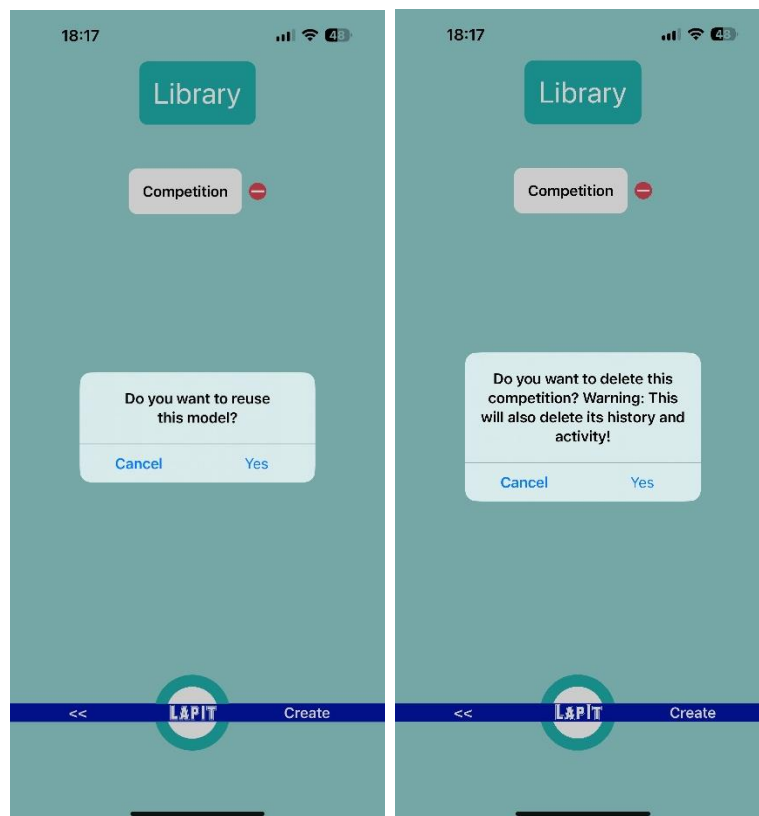 18:17
48
Library
Competition
Do you want to reuse
this model?
Cancel Yes
<< LAPIT Create
18:17
48
Library
Competition
Do you want to delete this
competition? Warning: This
will also delete its history and
activity!
Cancel Yes
<< LAPIT Create